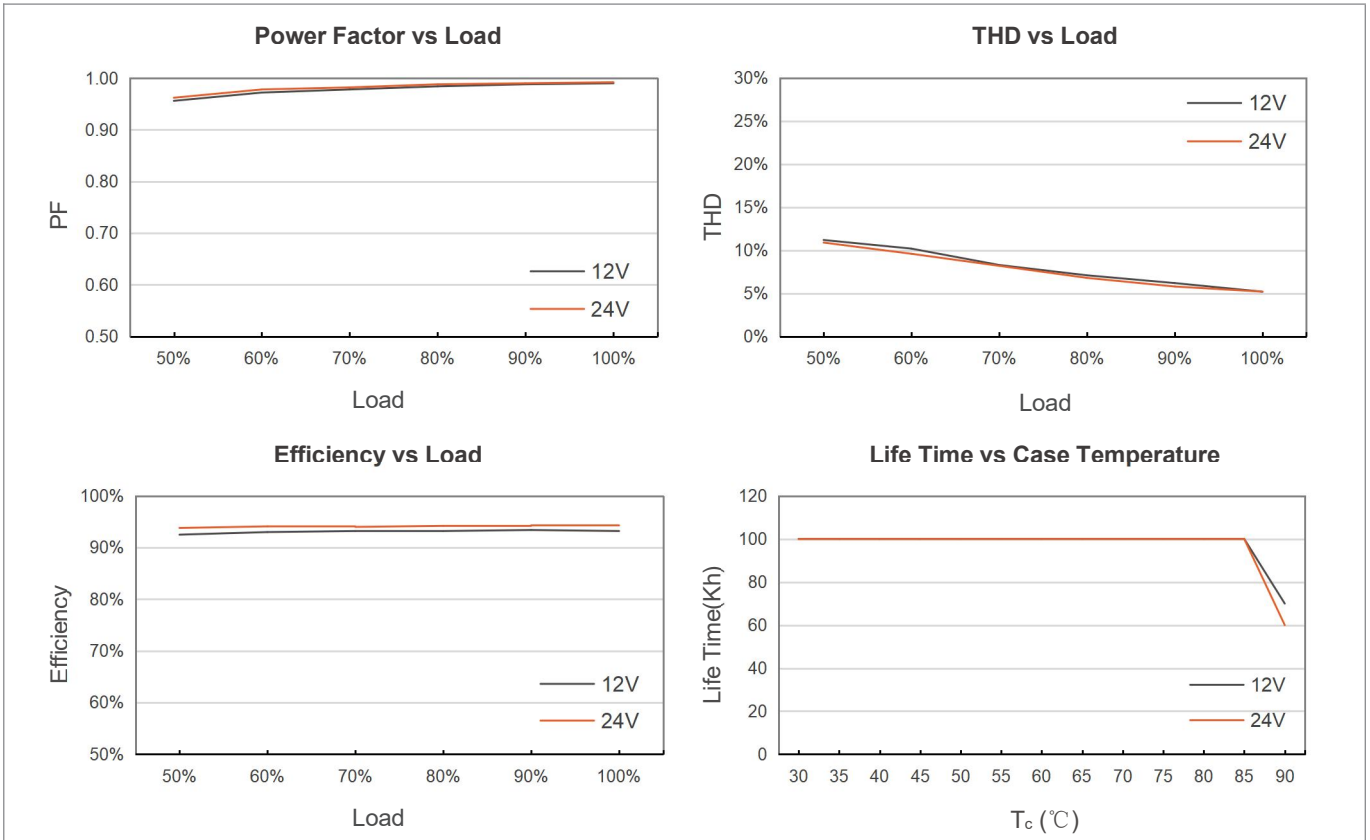 Power Factor vs Load
1.00
0.90
0.80
0.70
0.60
0.50
PF
12V
24V
50% 60% 70% 80% 90% 100%
Load
THD vs Load
30%
25%
20%
15%
10%
5%
0%
THD
12V
24V
50% 60% 70% 80% 90% 100%
Load
Efficiency vs Load
100%
90%
80%
70%
60%
50%
Efficiency
12V
24V
50% 60% 70% 80% 90% 100%
Load
Life Time vs Case Temperature
120
100
80
60
40
20
0
Life Time(Kh)
12V
24V
30 35 40 45 50 55 60 65 70 75 80 85 90
Tc (℃)